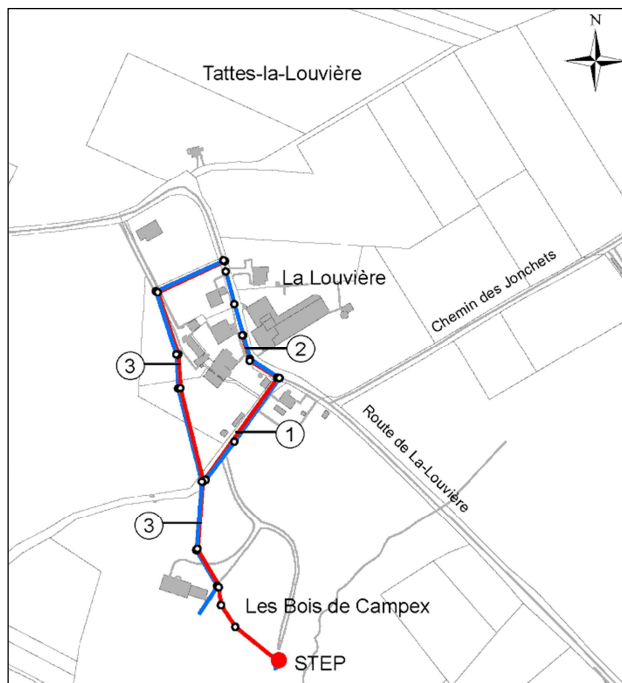 N
Tattes-la-Louvière
La Louvière
Chemin des Jonchets
2
3
1
Route de La-Louvière
3
Les Bois de Campex
STEP